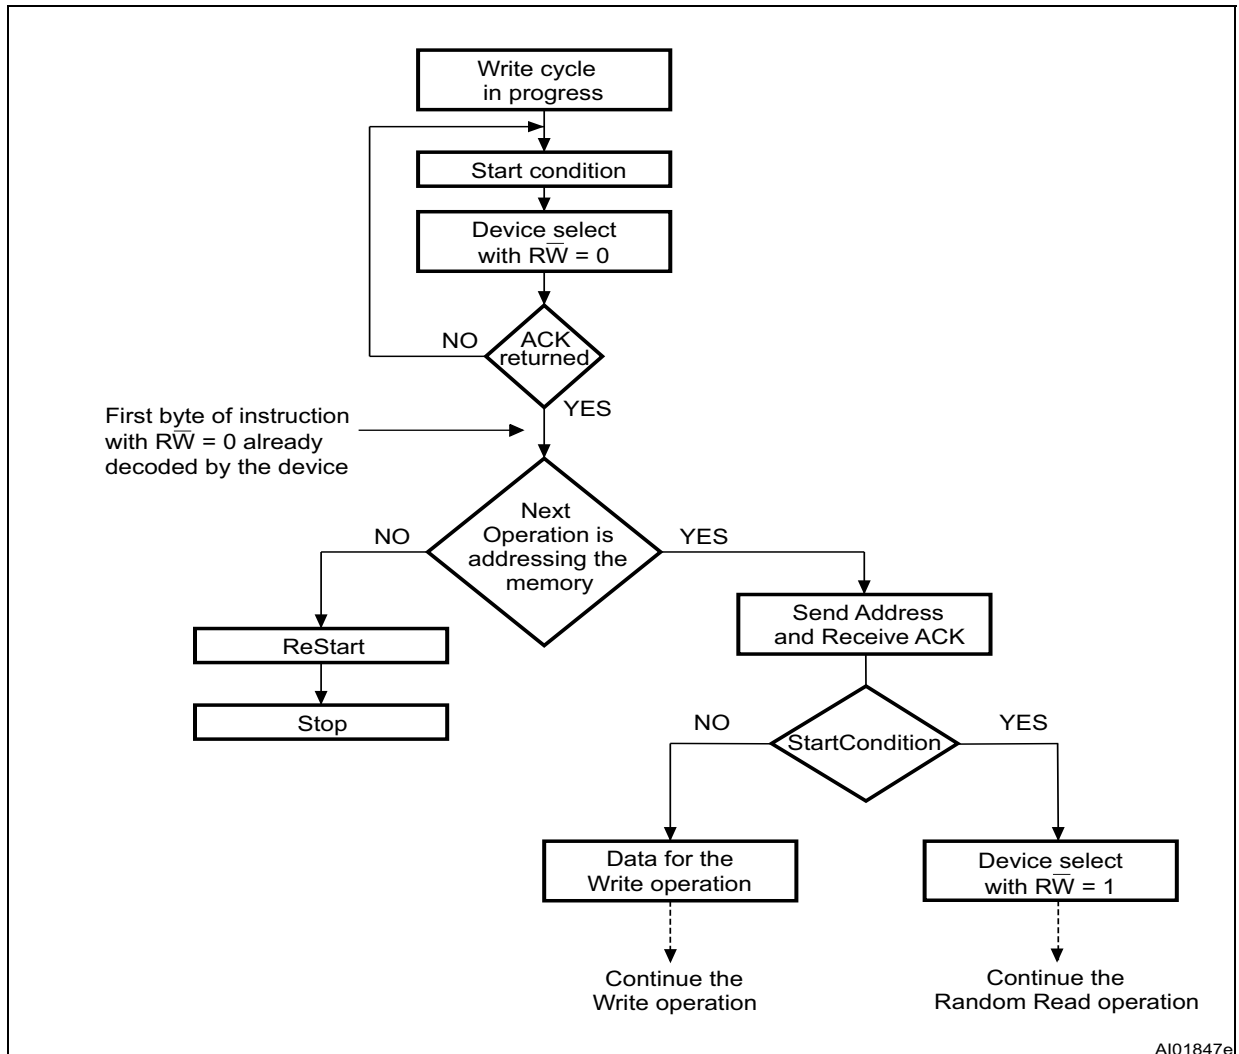 Write cycle
in progress
Start condition
Device select
with RW̅ = 0
NO
ACK
returned
YES
First byte of instruction
with RW̅ = 0 already
decoded by the device
Next
Operation is
addressing the
memory
NO
YES
Send Address
and Receive ACK
ReStart
Stop
NO
StartCondition
YES
Data for the
Write operation
Device select
with RW̅ = 1
Continue the
Write operation
Continue the
Random Read operation
AI01847e